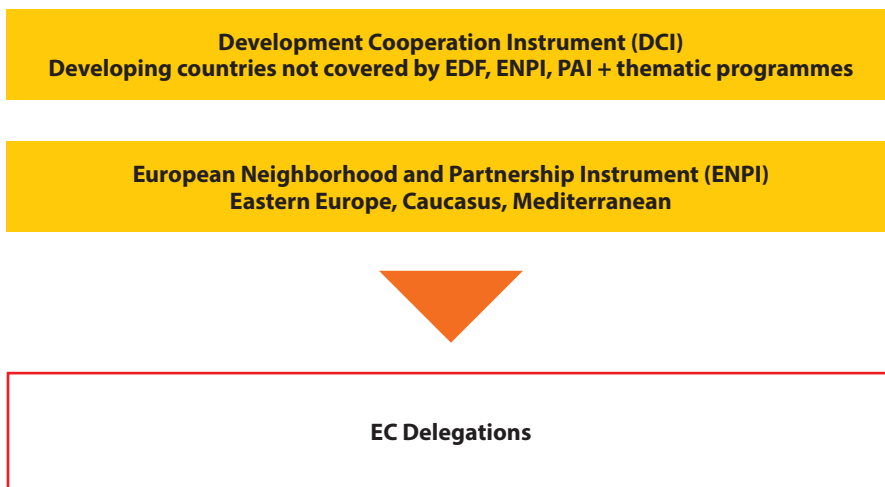 Development Cooperation Instrument (DCI)
Developing countries not covered by EDF, ENPI, PAI + thematic programmes
European Neighborhood and Partnership Instrument (ENPI)
Eastern Europe, Caucasus, Mediterranean
EC Delegations